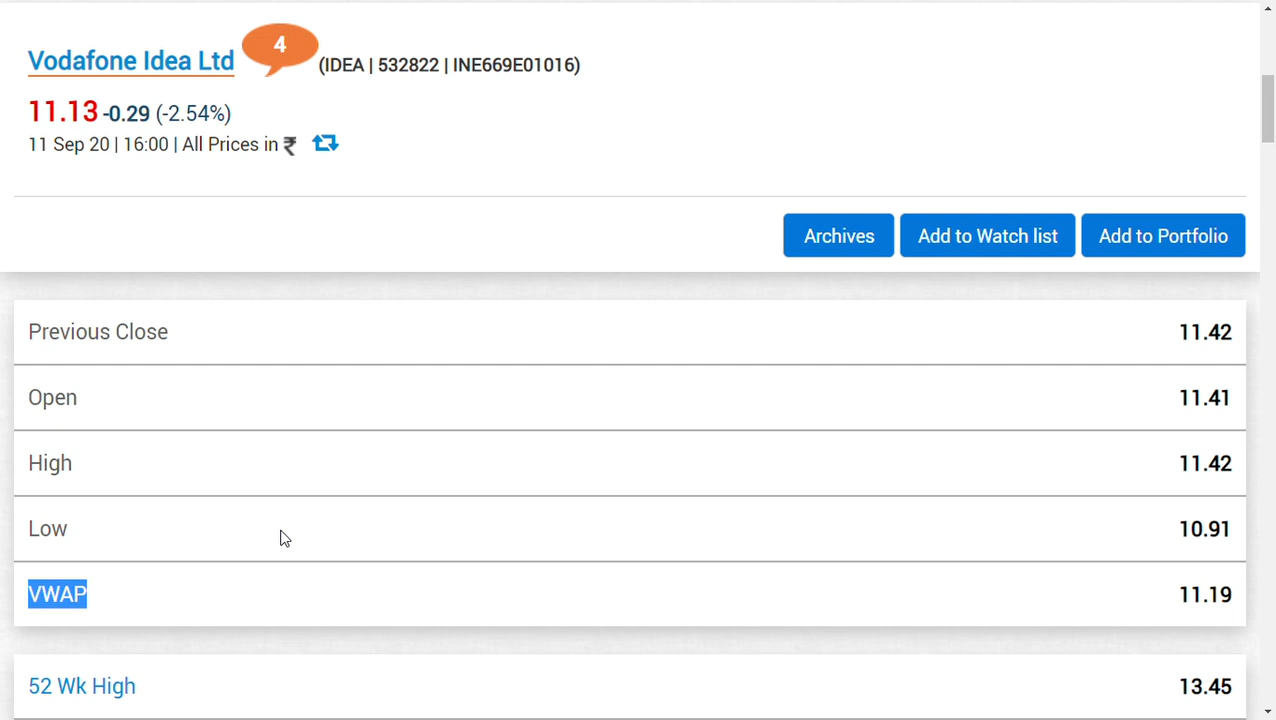 Vodafone Idea Ltd 4 (IDEA | 532822 | INE669E01016)
11.13 -0.29 (-2.54%)
11 Sep 20 | 16:00 | All Prices in ₹
Archives Add to Watch list Add to Portfolio
Previous Close 11.42
Open 11.41
High 11.42
Low 10.91
VWAP 11.19
52 Wk High 13.45